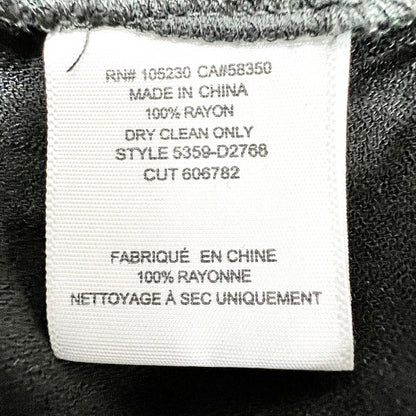 RN# 105230 CA#58350
MADE IN CHINA
100% RAYON
DRY CLEAN ONLY
STYLE 5359-D2768
CUT 606782
FABRIQUÉ EN CHINE
100% RAYONNE
NETTOYAGE À SEC UNIQUEMENT